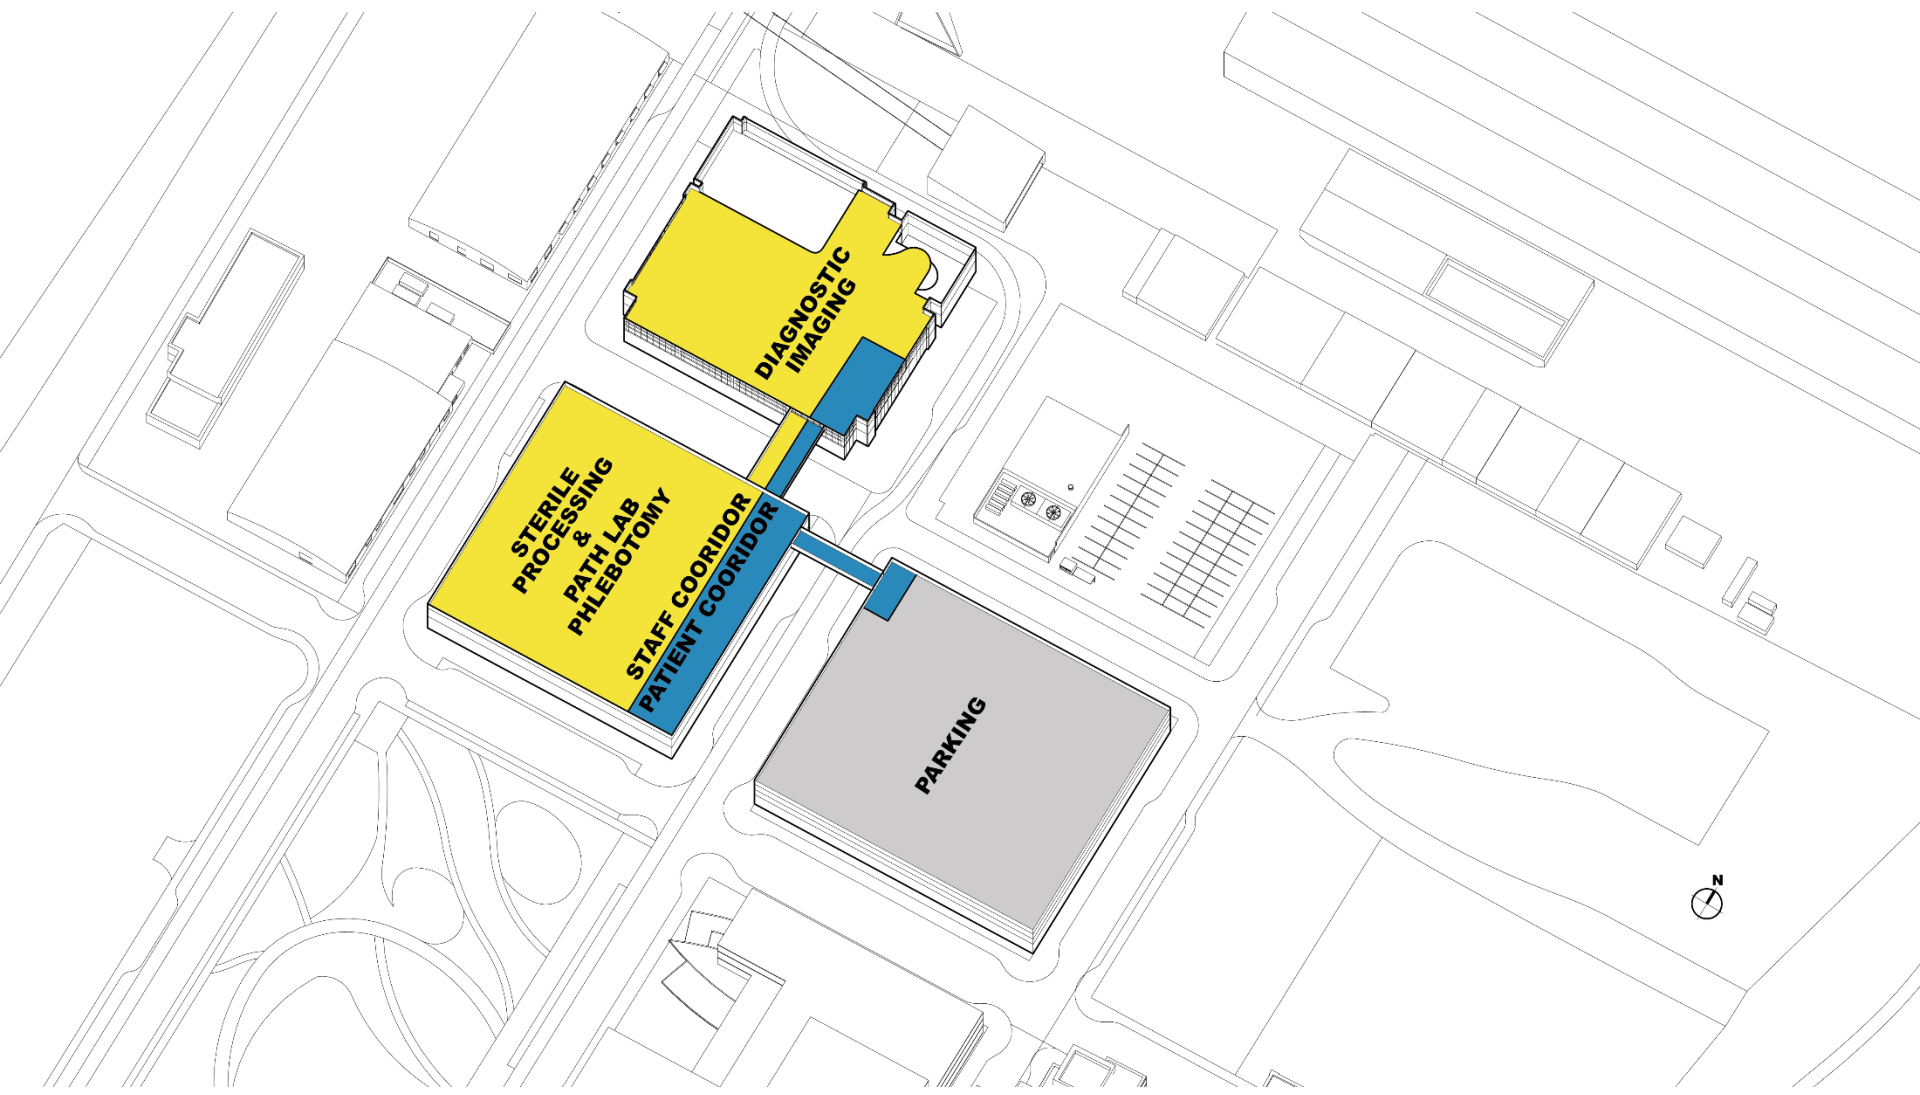 DIAGNOSTIC
IMAGING
STERILE
PROCESSING
&
PATH LAB
PHLEBOTOMY
STAFF COORIDOR
PATIENT COORIDOR
PARKING
N